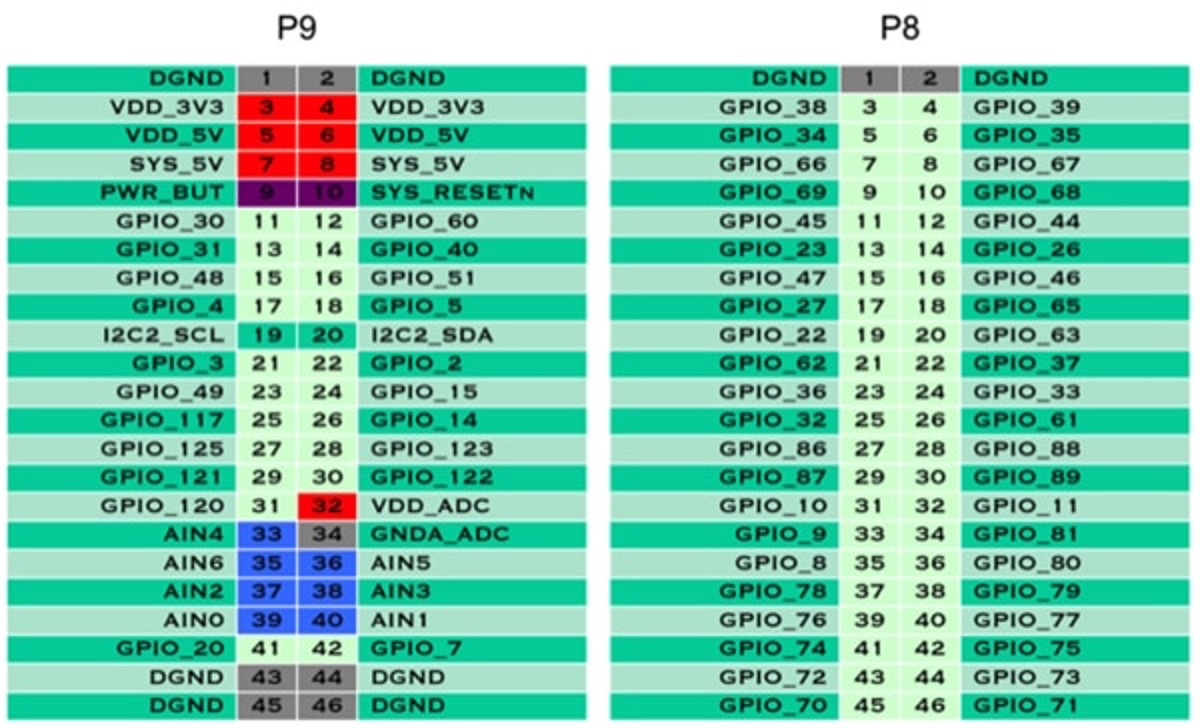 P9 P8
DGND 1 2 DGND DGND 1 2 DGND
VDD_3V3 3 4 VDD_3V3 GPIO_38 3 4 GPIO_39
VDD_5V 5 6 VDD_5V GPIO_34 5 6 GPIO_35
SYS_5V 7 8 SYS_5V GPIO_66 7 8 GPIO_67
PWR_BUT 9 10 SYS_RESETN GPIO_69 9 10 GPIO_68
GPIO_30 11 12 GPIO_60 GPIO_45 11 12 GPIO_44
GPIO_31 13 14 GPIO_40 GPIO_23 13 14 GPIO_26
GPIO_48 15 16 GPIO_51 GPIO_47 15 16 GPIO_46
GPIO_4 17 18 GPIO_5 GPIO_27 17 18 GPIO_65
I2C2_SCL 19 20 I2C2_SDA GPIO_22 19 20 GPIO_63
GPIO_3 21 22 GPIO_2 GPIO_62 21 22 GPIO_37
GPIO_49 23 24 GPIO_15 GPIO_36 23 24 GPIO_33
GPIO_117 25 26 GPIO_14 GPIO_32 25 26 GPIO_61
GPIO_125 27 28 GPIO_123 GPIO_86 27 28 GPIO_88
GPIO_121 29 30 GPIO_122 GPIO_87 29 30 GPIO_89
GPIO_120 31 32 VDD_ADC GPIO_10 31 32 GPIO_11
AIN4 33 34 GNDA_ADC GPIO_9 33 34 GPIO_81
AIN6 35 36 AIN5 GPIO_8 35 36 GPIO_80
AIN2 37 38 AIN3 GPIO_78 37 38 GPIO_79
AIN0 39 40 AIN1 GPIO_76 39 40 GPIO_77
GPIO_20 41 42 GPIO_7 GPIO_74 41 42 GPIO_75
DGND 43 44 DGND GPIO_72 43 44 GPIO_73
DGND 45 46 DGND GPIO_70 45 46 GPIO_71